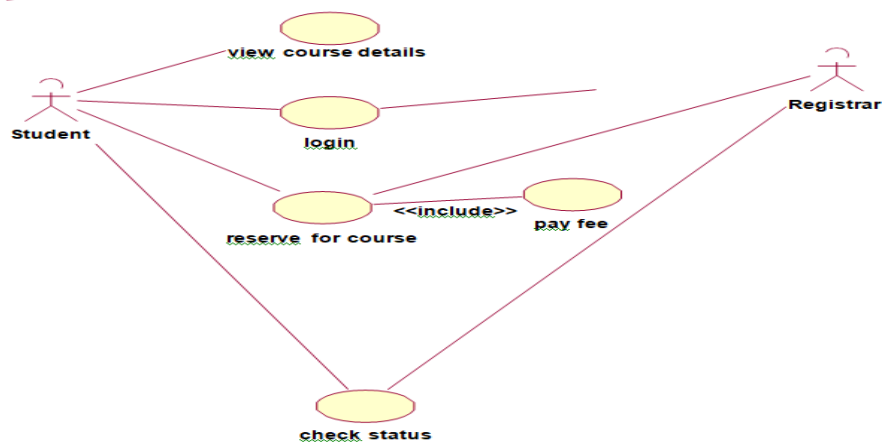 view course details
Student
Registrar
login
<<include>>
pay fee
reserve for course
check status